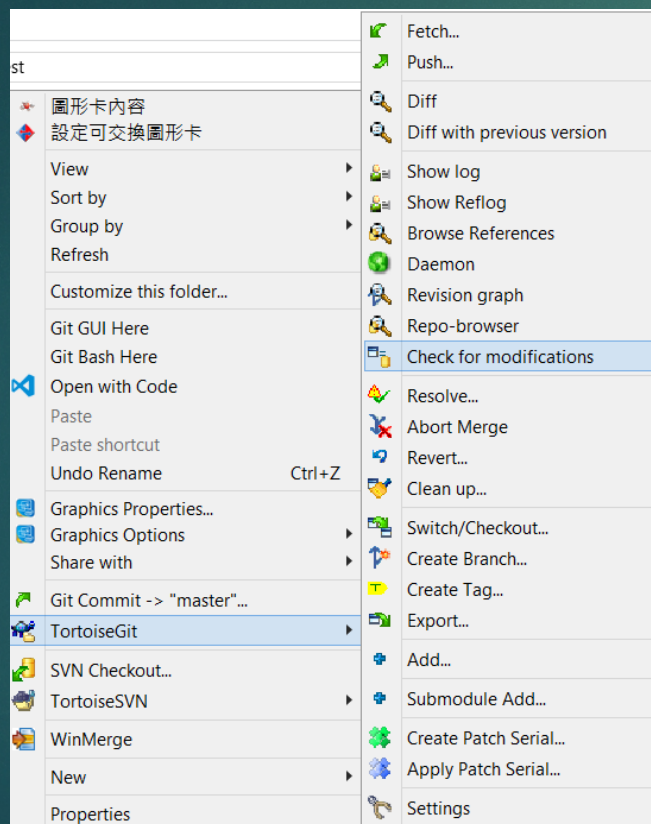 st
圖形卡內容
設定可交換圖形卡
View
Sort by
Group by
Refresh
Customize this folder...
Git GUI Here
Git Bash Here
Open with Code
Paste
Paste shortcut
Undo Rename Ctrl+Z
Graphics Properties...
Graphics Options
Share with
Git Commit -> "master"...
TortoiseGit
SVN Checkout...
TortoiseSVN
WinMerge
New
Properties
Fetch...
Push...
Diff
Diff with previous version
Show log
Show Reflog
Browse References
Daemon
Revision graph
Repo-browser
Check for modifications
Resolve...
Abort Merge
Revert...
Clean up...
Switch/Checkout...
Create Branch...
Create Tag...
Export...
Add...
Submodule Add...
Create Patch Serial...
Apply Patch Serial...
Settings